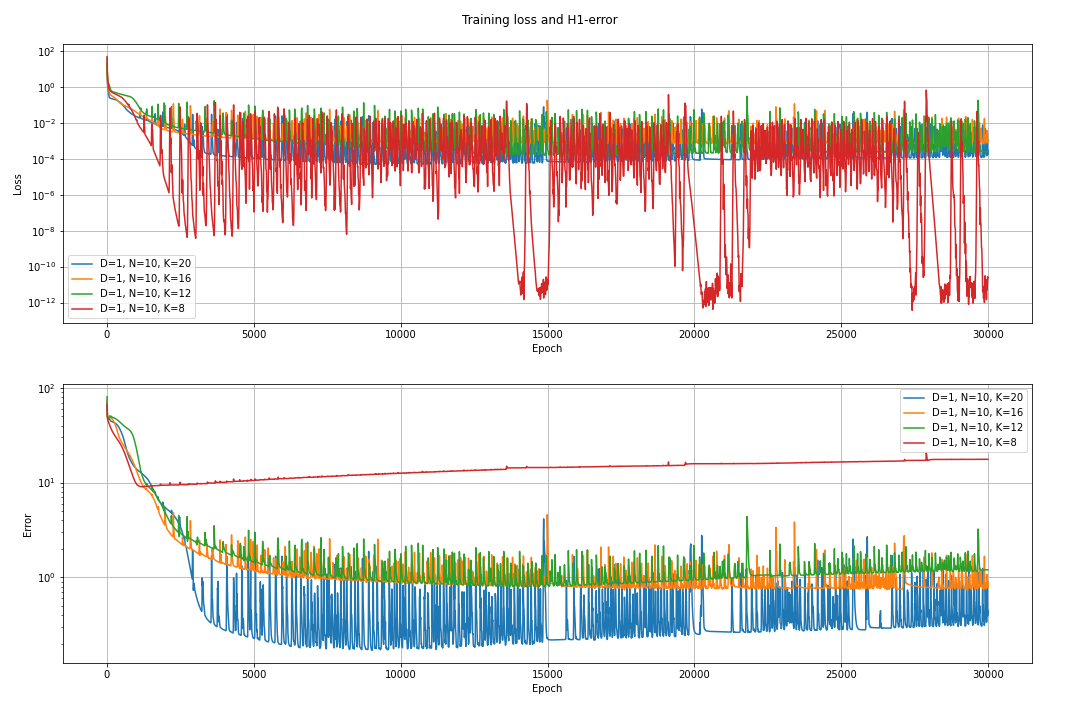 Training loss and H1-error
10²
10⁰
10⁻²
10⁻⁴
10⁻⁶
10⁻⁸
10⁻¹⁰
10⁻¹²
Loss
D=1, N=10, K=20
D=1, N=10, K=16
D=1, N=10, K=12
D=1, N=10, K=8
0 5000 10000 15000 20000 25000 30000
Epoch
10²
10¹
10⁰
Error
D=1, N=10, K=20
D=1, N=10, K=16
D=1, N=10, K=12
D=1, N=10, K=8
0 5000 10000 15000 20000 25000 30000
Epoch